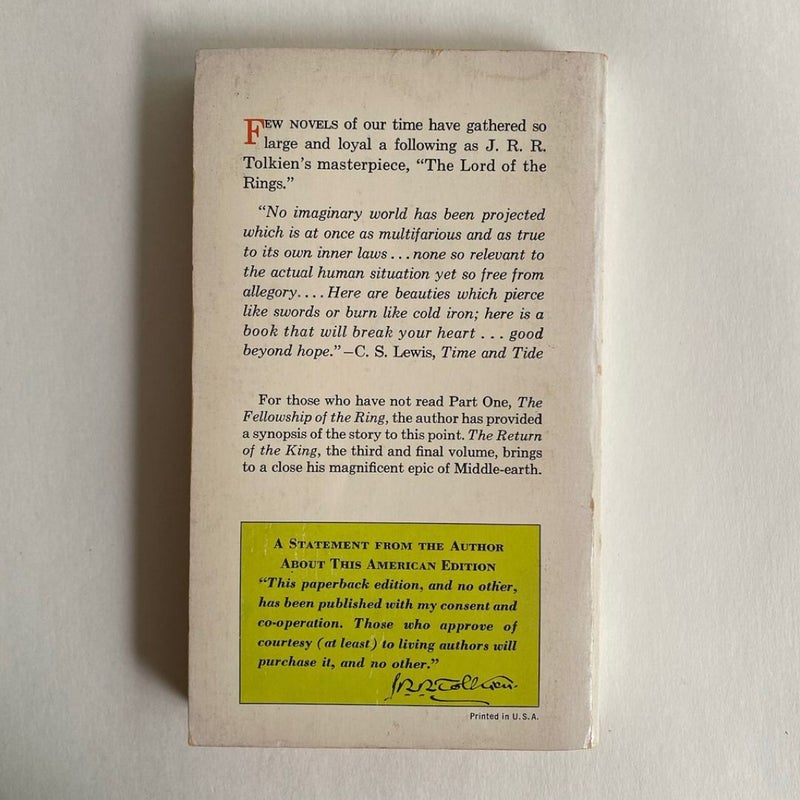 FEW NOVELS of our time have gathered so
large and loyal a following as J. R. R.
Tolkien's masterpiece, "The Lord of the
Rings."
"No imaginary world has been projected
which is at once as multifarious and as true
to its own inner laws . . . none so relevant to
the actual human situation yet so free from
allegory. . . . Here are beauties which pierce
like swords or burn like cold iron; here is a
book that will break your heart . . . good
beyond hope."—C. S. Lewis, Time and Tide
For those who have not read Part One, The
Fellowship of the Ring, the author has provided
a synopsis of the story to this point. The Return
of the King, the third and final volume, brings
to a close his magnificent epic of Middle-earth.
A STATEMENT FROM THE AUTHOR
ABOUT THIS AMERICAN EDITION
"This paperback edition, and no other,
has been published with my consent and
co-operation. Those who approve of
courtesy (at least) to living authors will
purchase it, and no other."
JRRTolkien
Printed in U.S.A.